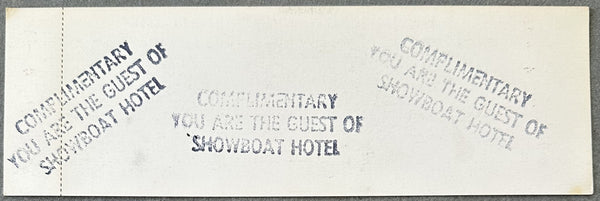 COMPLIMENTARY
YOU ARE THE GUEST OF
SHOWBOAT HOTEL
COMPLIMENTARY
YOU ARE THE GUEST OF
SHOWBOAT HOTEL
COMPLIMENTARY
YOU ARE THE GUEST OF
SHOWBOAT HOTEL